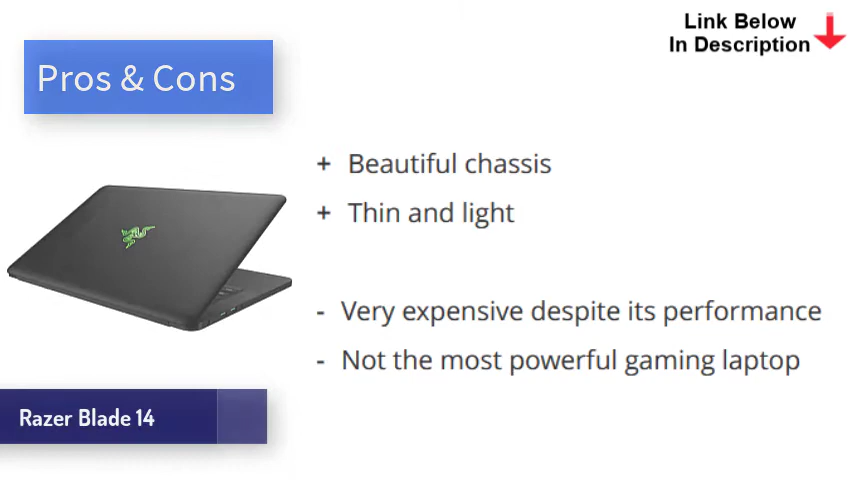 Link Below
In Description
Pros & Cons
+ Beautiful chassis
+ Thin and light
- Very expensive despite its performance
- Not the most powerful gaming laptop
Razer Blade 14